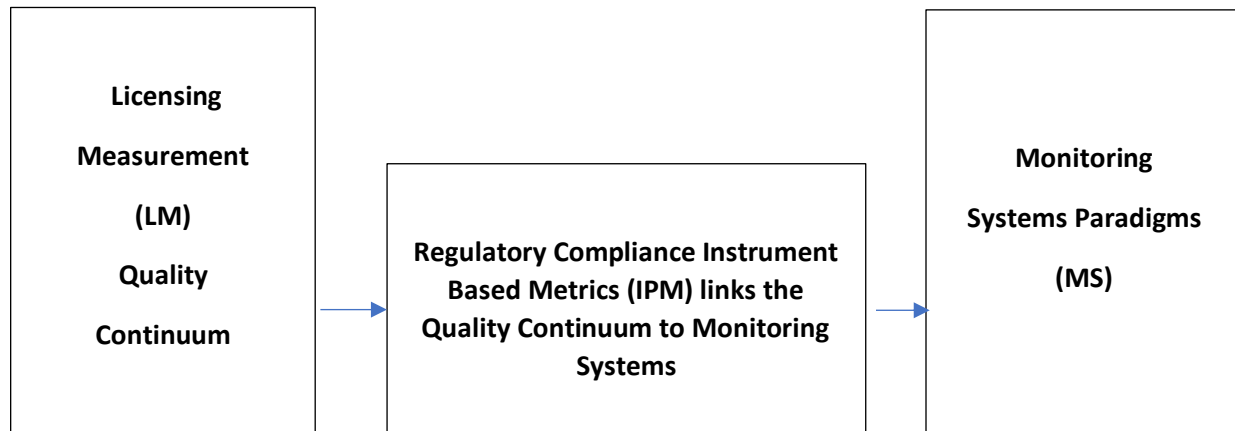 Licensing
Measurement
(LM)
Quality
Continuum
Regulatory Compliance Instrument
Based Metrics (IPM) links the
Quality Continuum to Monitoring
Systems
Monitoring
Systems Paradigms
(MS)